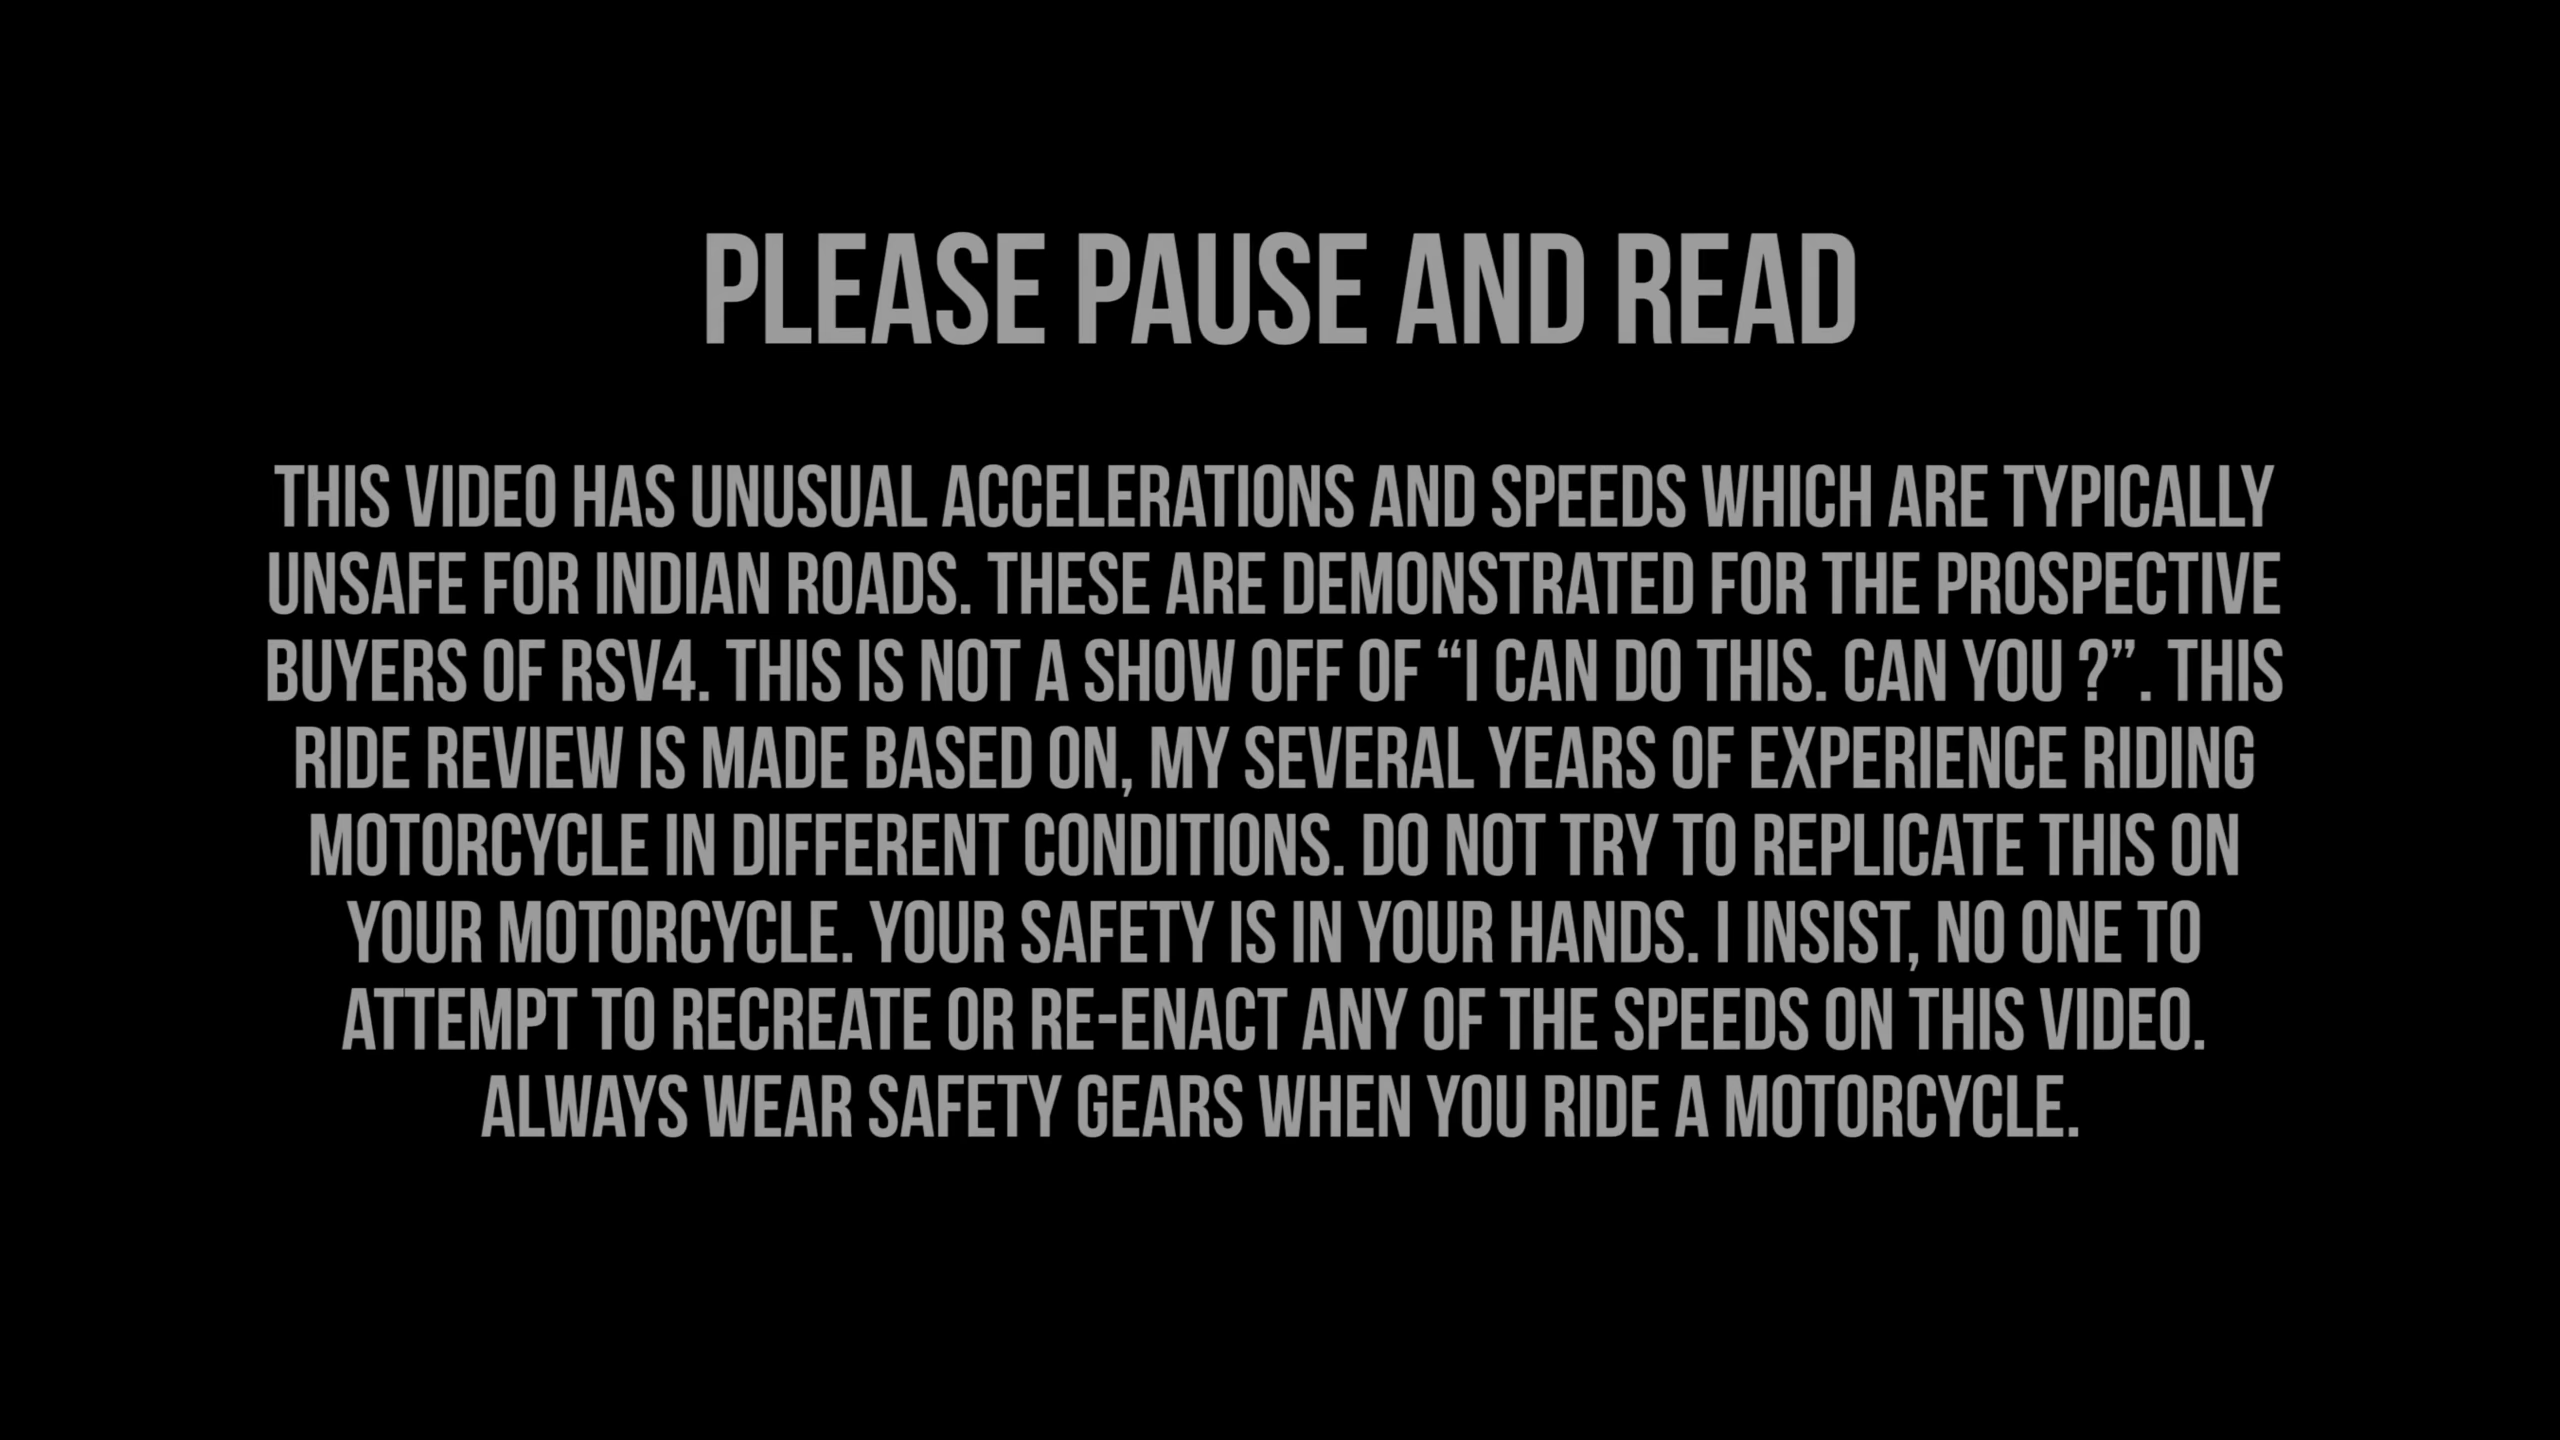 PLEASE PAUSE AND READ
THIS VIDEO HAS UNUSUAL ACCELERATIONS AND SPEEDS WHICH ARE TYPICALLY
UNSAFE FOR INDIAN ROADS. THESE ARE DEMONSTRATED FOR THE PROSPECTIVE
BUYERS OF RSV4. THIS IS NOT A SHOW OFF OF “I CAN DO THIS. CAN YOU ?”. THIS
RIDE REVIEW IS MADE BASED ON, MY SEVERAL YEARS OF EXPERIENCE RIDING
MOTORCYCLE IN DIFFERENT CONDITIONS. DO NOT TRY TO REPLICATE THIS ON
YOUR MOTORCYCLE. YOUR SAFETY IS IN YOUR HANDS. I INSIST, NO ONE TO
ATTEMPT TO RECREATE OR RE-ENACT ANY OF THE SPEEDS ON THIS VIDEO.
ALWAYS WEAR SAFETY GEARS WHEN YOU RIDE A MOTORCYCLE.